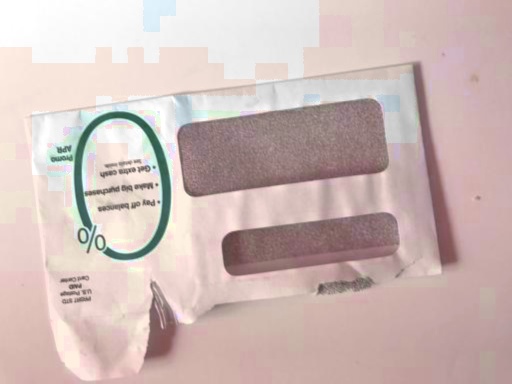 PRSRT STD
U.S. Postage
PAID
Card Center
0%
• Pay off balances
• Make big purchases
• Get extra cash
See details inside.
Promo
APR